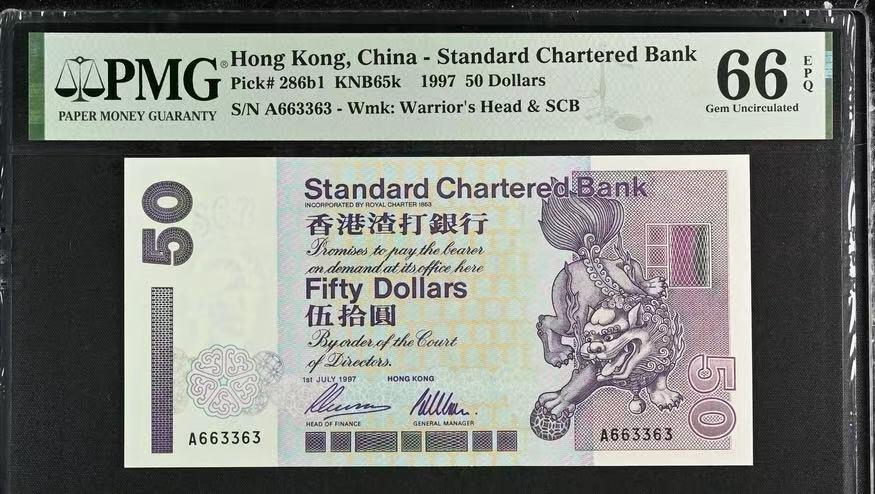 PMG®
PAPER MONEY GUARANTY
Hong Kong, China - Standard Chartered Bank
Pick# 286b1 KNB65k 1997 50 Dollars
S/N A663363 - Wmk: Warrior's Head & SCB
66 EPQ
Gem Uncirculated
50
Standard Chartered Bank
INCORPORATED BY ROYAL CHARTER 1853
香港渣打銀行
Promises to pay the bearer
on demand at its office here
Fifty Dollars
伍拾圓
By order of the Court
of Directors.
1st JULY 1997 HONG KONG
HEAD OF FINANCE GENERAL MANAGER
A663363
A663363
50